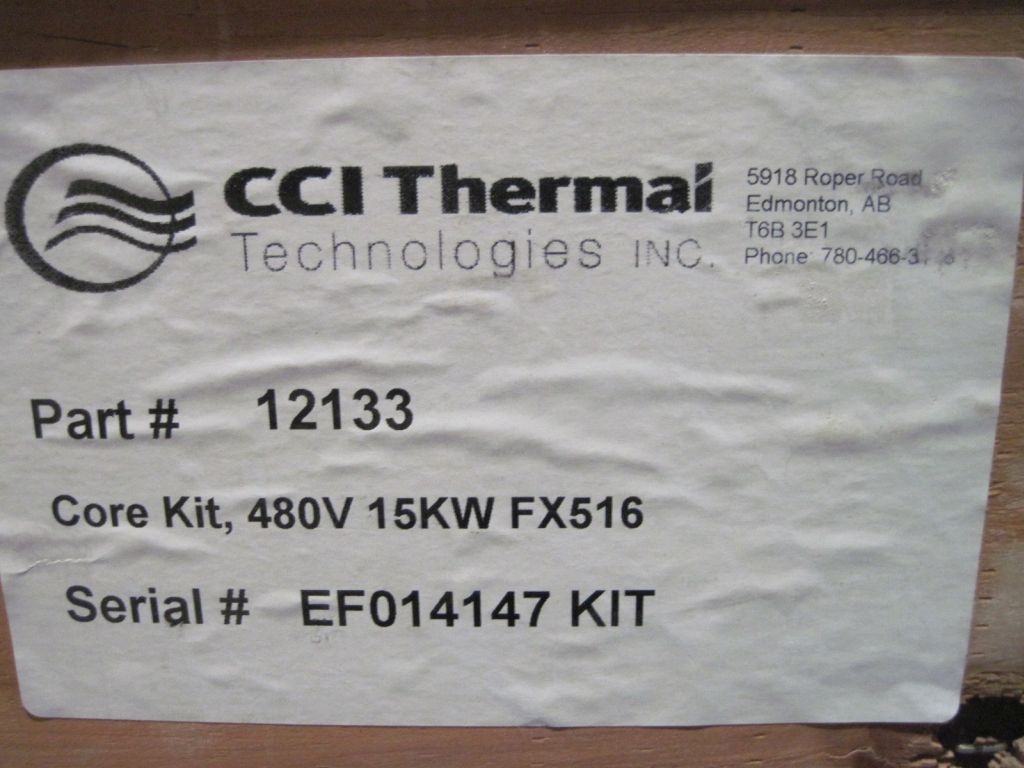 CCI Thermal
Technologies INC.
5918 Roper Road
Edmonton, AB
T6B 3E1
Phone: 780-466-3
Part # 12133
Core Kit, 480V 15KW FX516
Serial # EF014147 KIT